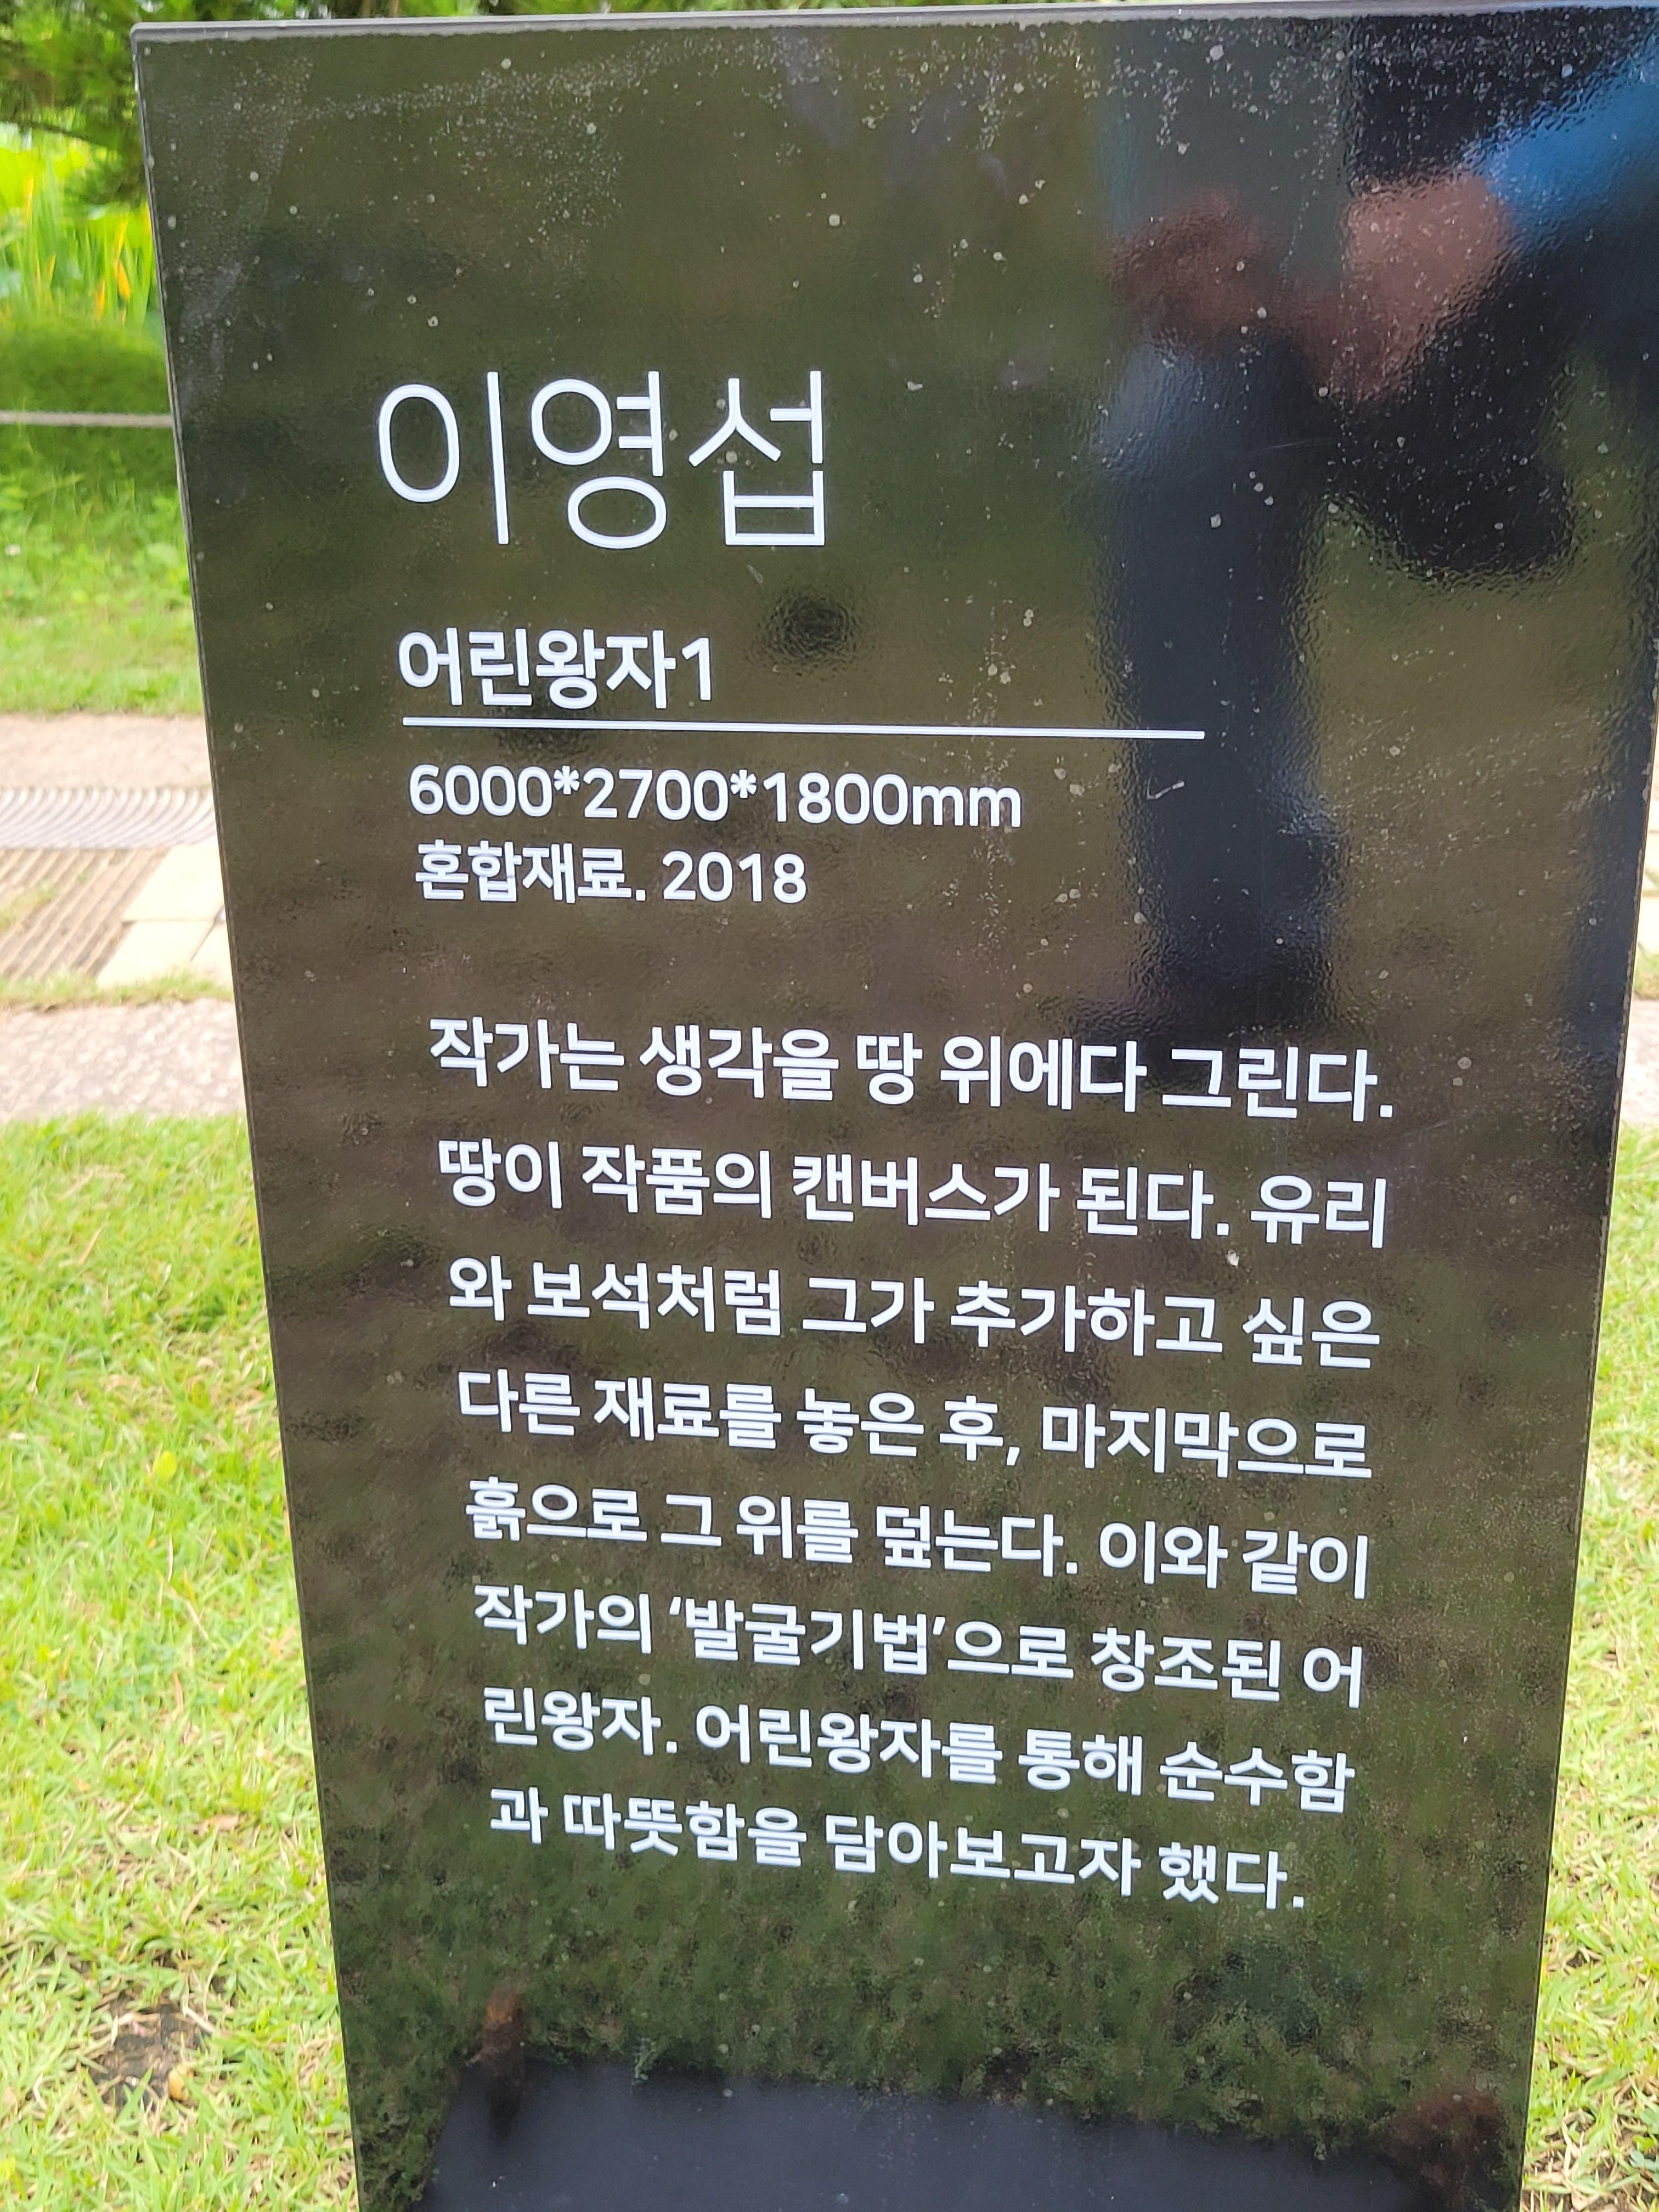 이영섭
어린왕자1
6000*2700*1800mm
혼합재료. 2018
작가는 생각을 땅 위에다 그린다.
땅이 작품의 캔버스가 된다. 유리
와 보석처럼 그가 추가하고 싶은
다른 재료를 놓은 후, 마지막으로
흙으로 그 위를 덮는다. 이와 같이
작가의 ‘발굴기법’으로 창조된 어
린왕자. 어린왕자를 통해 순수함
과 따뜻함을 담아보고자 했다.